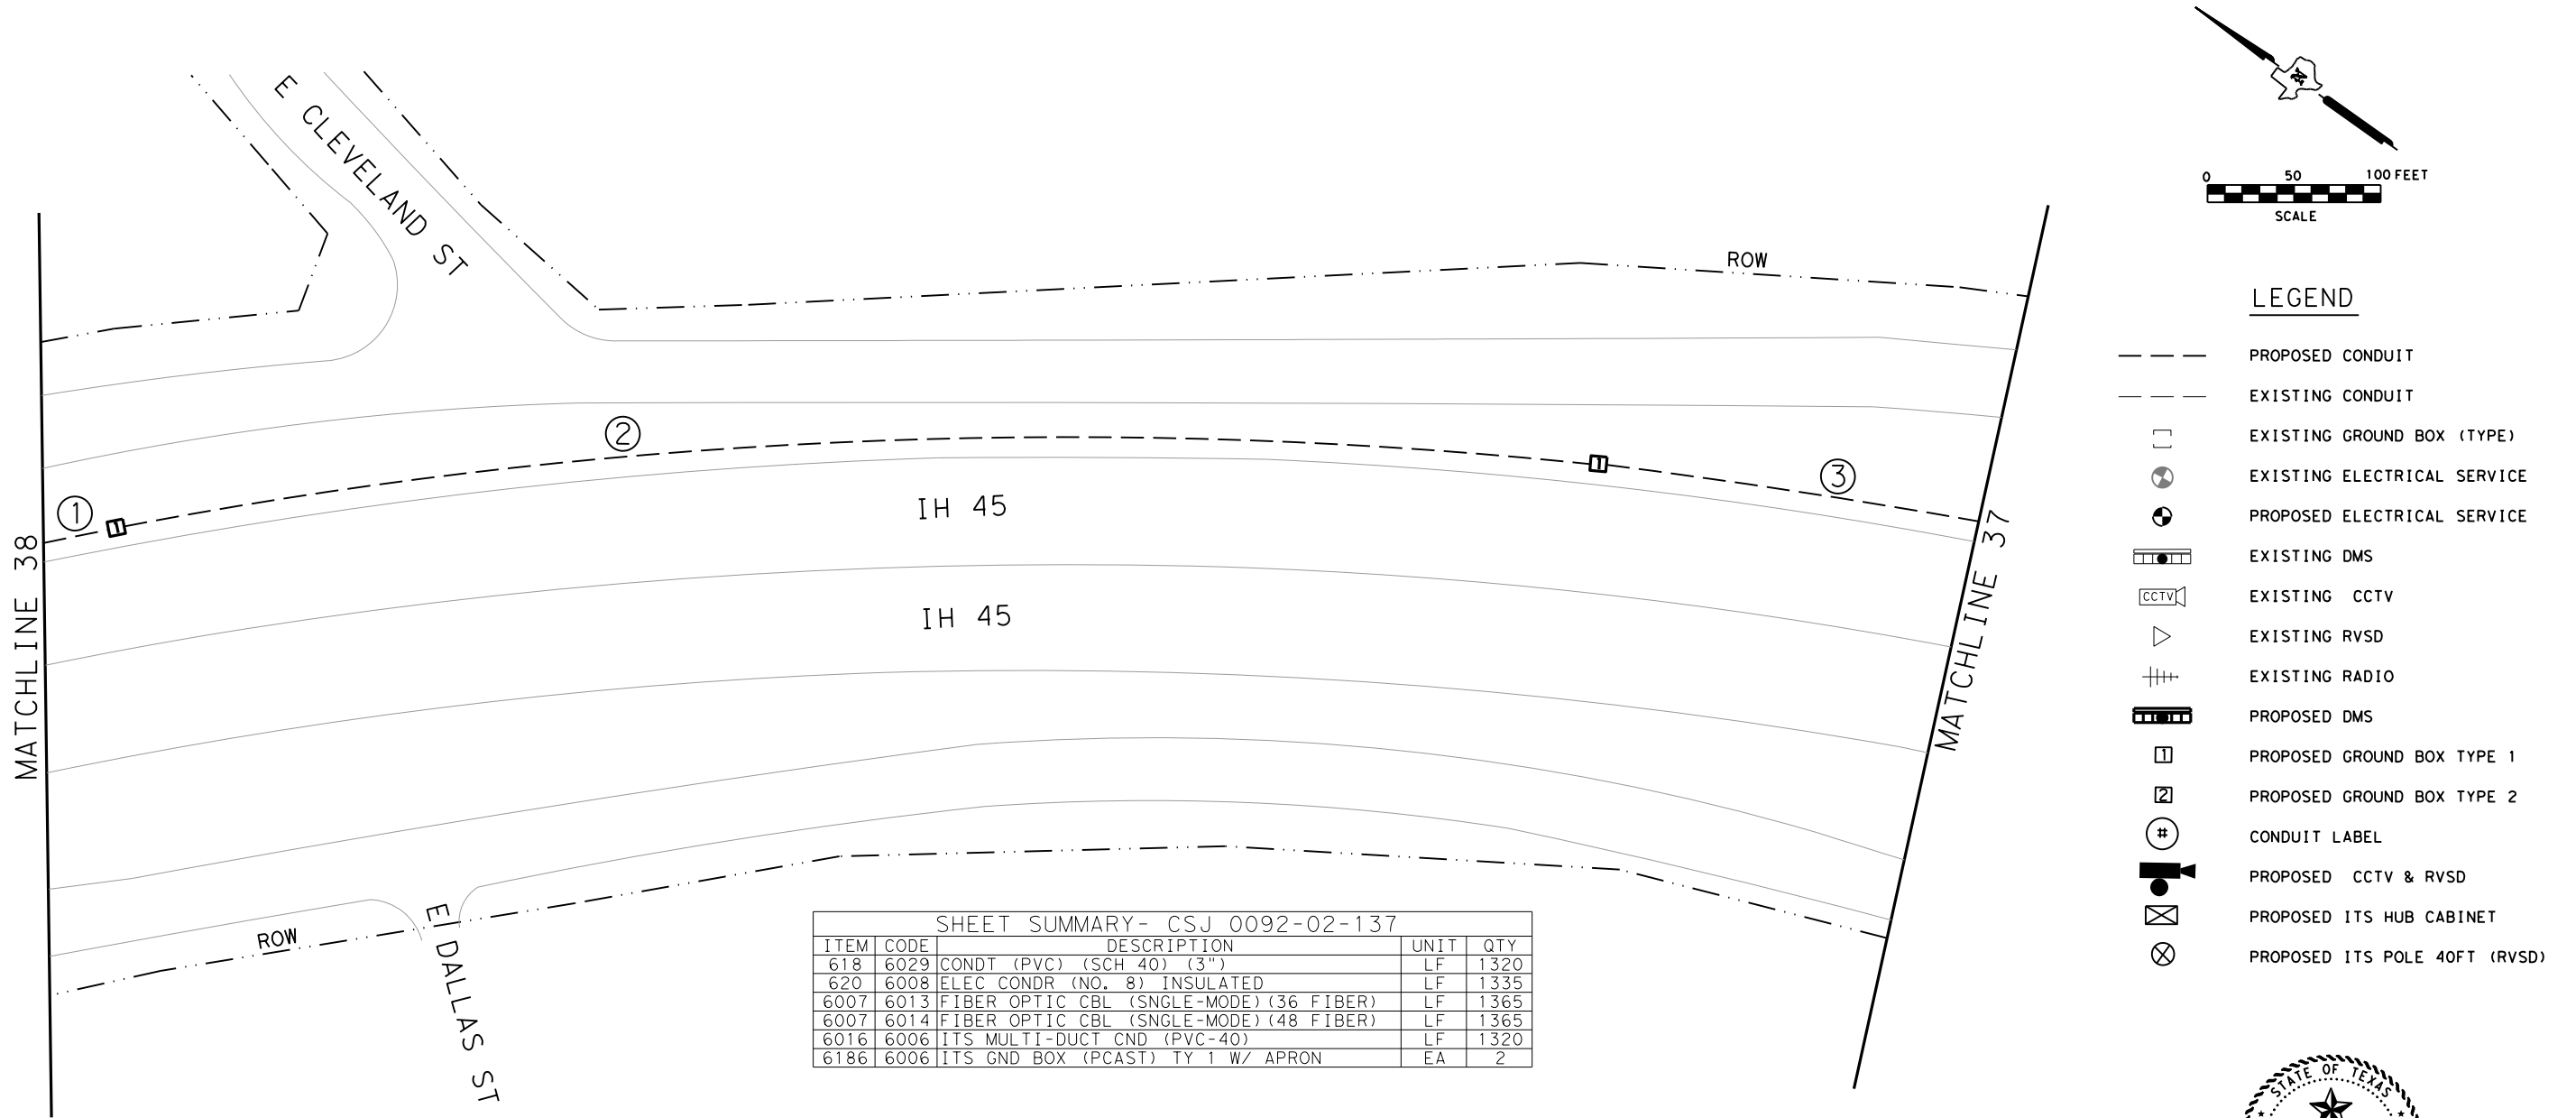 E CLEVELAND ST
N
0 50 100 FEET
SCALE
ROW
LEGEND
PROPOSED CONDUIT
EXISTING CONDUIT
EXISTING GROUND BOX (TYPE)
EXISTING ELECTRICAL SERVICE
PROPOSED ELECTRICAL SERVICE
EXISTING DMS
CCTV EXISTING CCTV
EXISTING RVSD
EXISTING RADIO
PROPOSED DMS
1 PROPOSED GROUND BOX TYPE 1
2 PROPOSED GROUND BOX TYPE 2
# CONDUIT LABEL
PROPOSED CCTV & RVSD
PROPOSED ITS HUB CABINET
PROPOSED ITS POLE 40FT (RVSD)
2
1
3
1
1
IH 45
IH 45
MATCHLINE 38
MATCHLINE 37
ROW
E DALLAS ST
SHEET SUMMARY- CSJ 0092-02-137
ITEM CODE DESCRIPTION UNIT QTY
618 6029 CONDT (PVC) (SCH 40) (3") LF 1320
620 6008 ELEC CONDR (NO. 8) INSULATED LF 1335
6007 6013 FIBER OPTIC CBL (SNGLE-MODE)(36 FIBER) LF 1365
6007 6014 FIBER OPTIC CBL (SNGLE-MODE)(48 FIBER) LF 1365
6016 6006 ITS MULTI-DUCT CND (PVC-40) LF 1320
6186 6006 ITS GND BOX (PCAST) TY 1 W/ APRON EA 2
STATE OF TEXAS